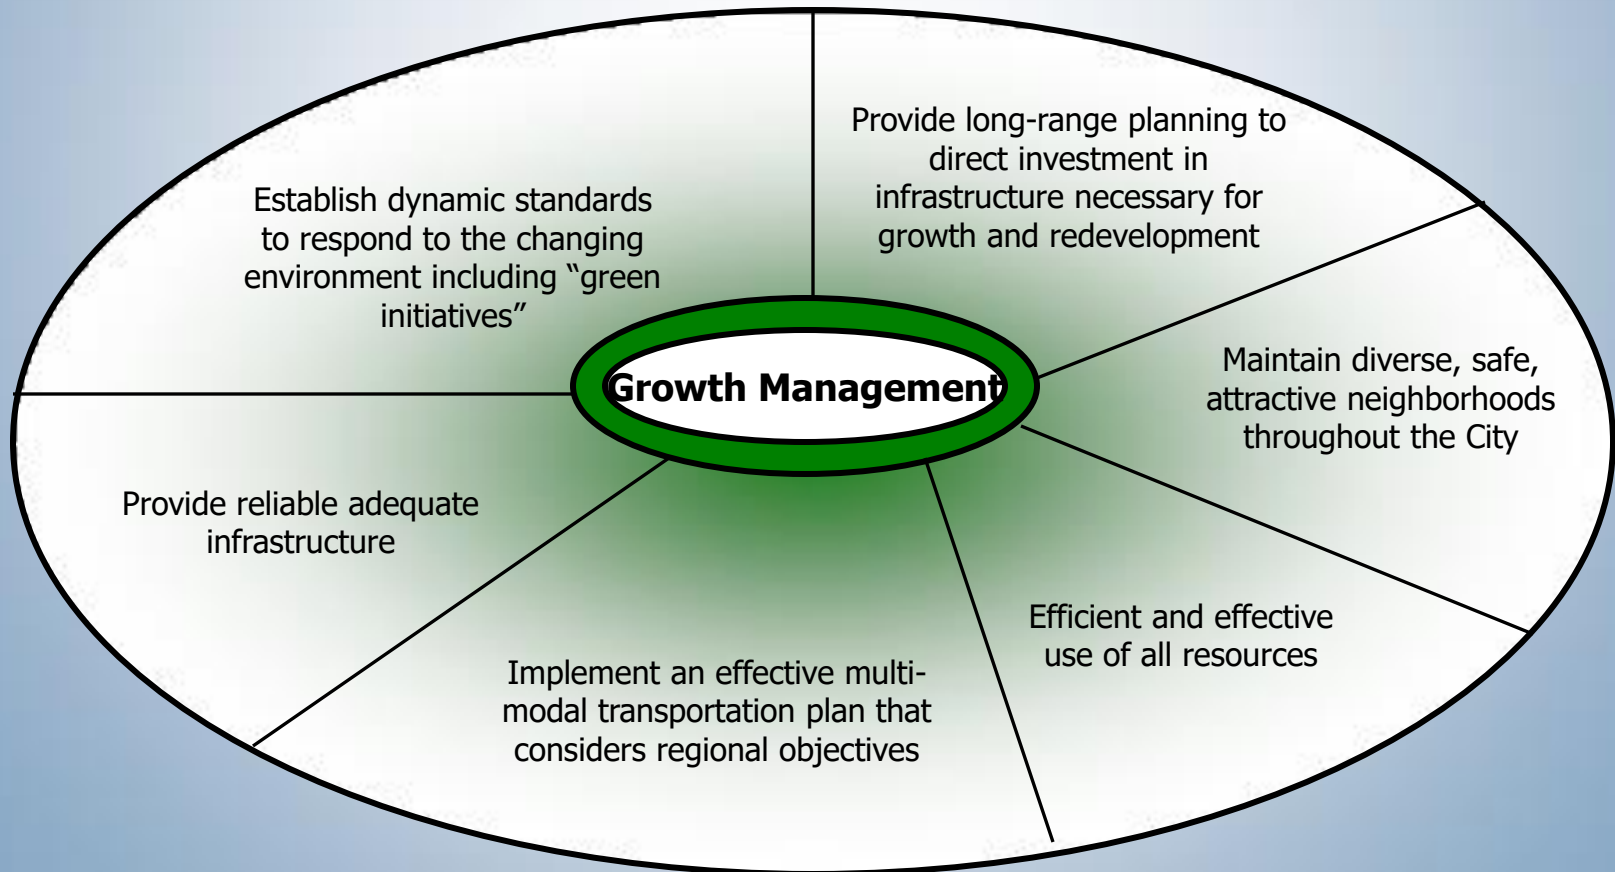 Provide long-range planning to
direct investment in
infrastructure necessary for
growth and redevelopment
Establish dynamic standards
to respond to the changing
environment including “green
initiatives”
Growth Management
Maintain diverse, safe,
attractive neighborhoods
throughout the City
Provide reliable adequate
infrastructure
Efficient and effective
use of all resources
Implement an effective multi-
modal transportation plan that
considers regional objectives